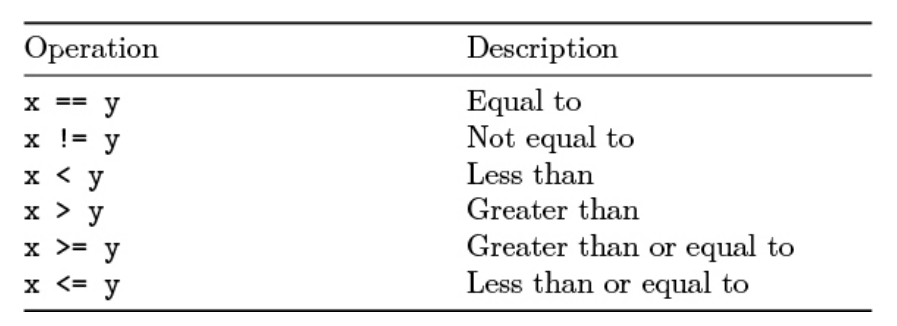 Operation Description
x == y Equal to
x != y Not equal to
x < y Less than
x > y Greater than
x >= y Greater than or equal to
x <= y Less than or equal to